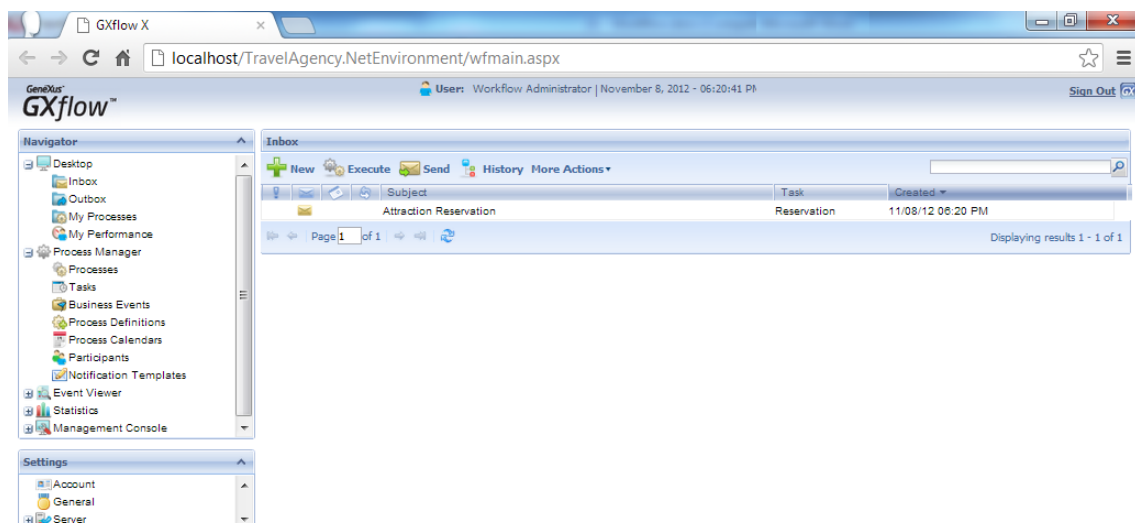 GXflow X
localhost/TravelAgency.NetEnvironment/wfmain.aspx
GeneXus
GXflow™
User: Workflow Administrator | November 8, 2012 - 06:20:41 PM
Sign Out
Navigator
Desktop
Inbox
Outbox
My Processes
My Performance
Process Manager
Processes
Tasks
Business Events
Process Definitions
Process Calendars
Participants
Notification Templates
Event Viewer
Statistics
Management Console
Settings
Account
General
Server
Inbox
New Execute Send History More Actions
Subject Task Created
Attraction Reservation Reservation 11/08/12 06:20 PM
Page 1 of 1
Displaying results 1 - 1 of 1